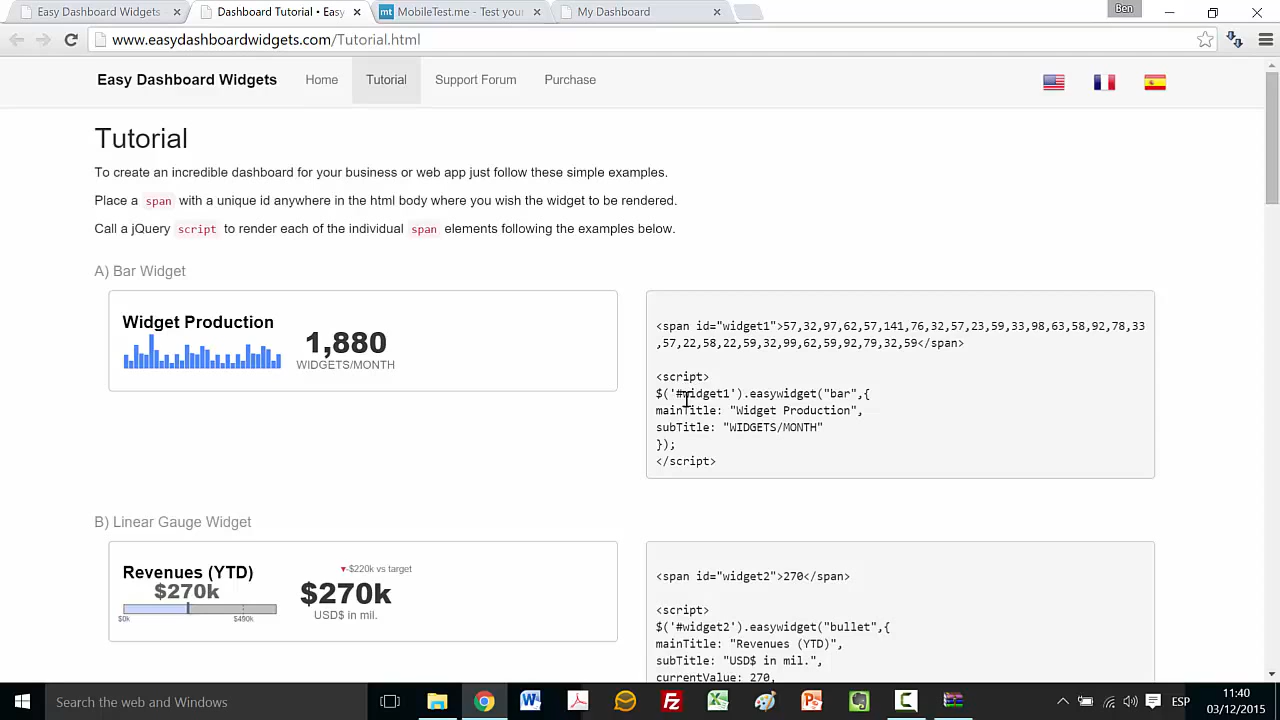 Easy Dashboard Widgets
Dashboard Tutorial • Easy
MobileTest.me - Test your
My Dashboard
Ben
www.easydashboardwidgets.com/Tutorial.html
Easy Dashboard Widgets Home Tutorial Support Forum Purchase
Tutorial
To create an incredible dashboard for your business or web app just follow these simple examples.
Place a span with a unique id anywhere in the html body where you wish the widget to be rendered.
Call a jQuery script to render each of the individual span elements following the examples below.
A) Bar Widget
Widget Production
1,880
WIDGETS/MONTH
<span id="widget1">57,32,97,62,57,141,76,32,57,23,59,33,98,63,58,92,78,33
,57,22,58,22,59,32,99,62,59,92,79,32,59</span>
<script>
$('#widget1').easywidget("bar",{
mainTitle: "Widget Production",
subTitle: "WIDGETS/MONTH"
});
</script>
B) Linear Gauge Widget
Revenues (YTD)
$270k
$0k
$490k
▼-$220k vs target
$270k
USD$ in mil.
<span id="widget2">270</span>
<script>
$('#widget2').easywidget("bullet",{
mainTitle: "Revenues (YTD)",
subTitle: "USD$ in mil.",
currentValue: 270,
Search the web and Windows
ESP
11:40
03/12/2015